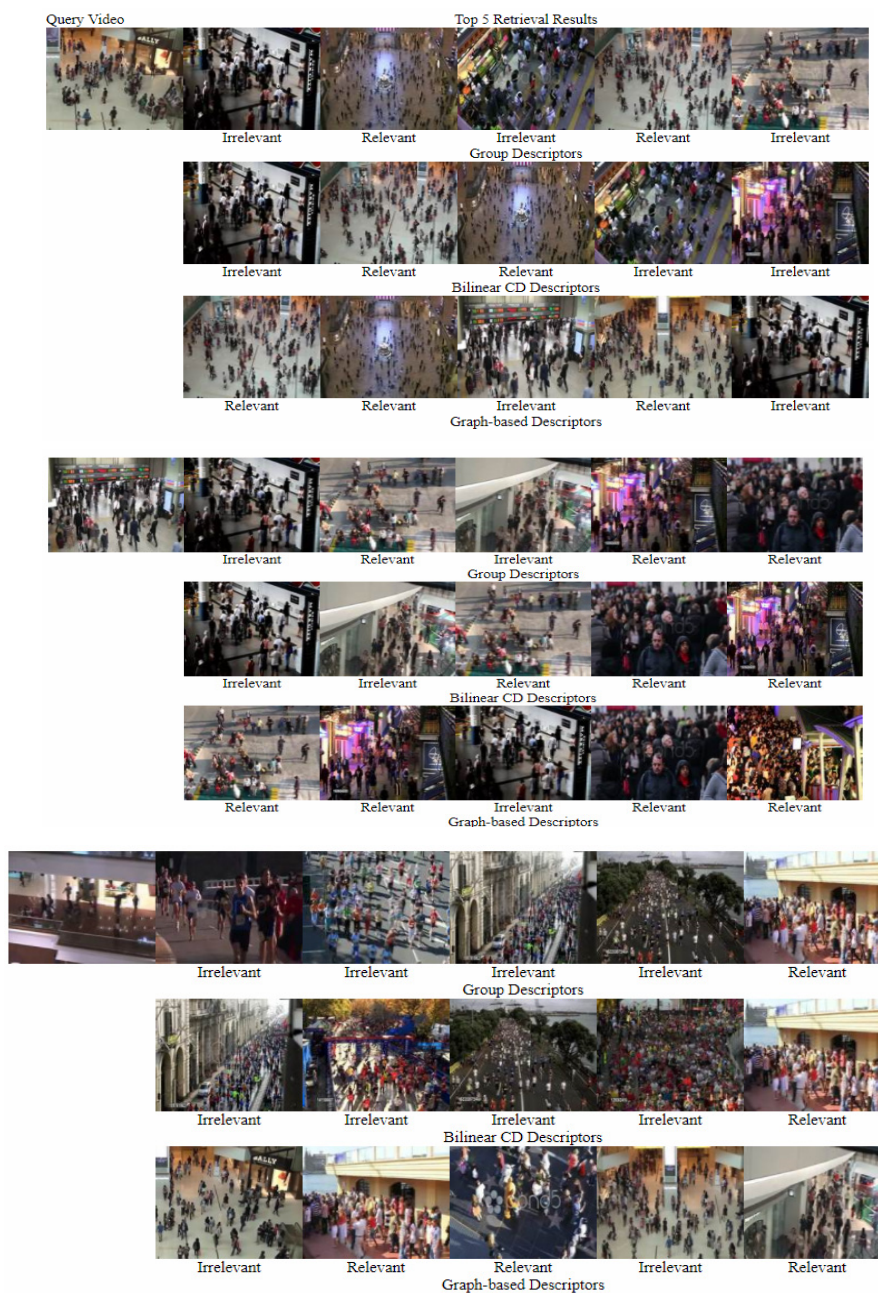 Query Video Top 5 Retrieval Results
BALLY
Irrelevant Relevant Irrelevant Relevant Irrelevant
Group Descriptors
Irrelevant Relevant Relevant Irrelevant Irrelevant
Bilinear CD Descriptors
Relevant Relevant Irrelevant Relevant Irrelevant
Graph-based Descriptors
Irrelevant Relevant Irrelevant Relevant Relevant
Group Descriptors
Irrelevant Irrelevant Relevant Relevant Relevant
Bilinear CD Descriptors
Relevant Relevant Irrelevant Relevant Relevant
Graph-based Descriptors
Irrelevant Irrelevant Irrelevant Irrelevant Relevant
Group Descriptors
Irrelevant Irrelevant Irrelevant Irrelevant Relevant
Bilinear CD Descriptors
ALLY
Irrelevant Relevant Relevant Irrelevant Relevant
Graph-based Descriptors